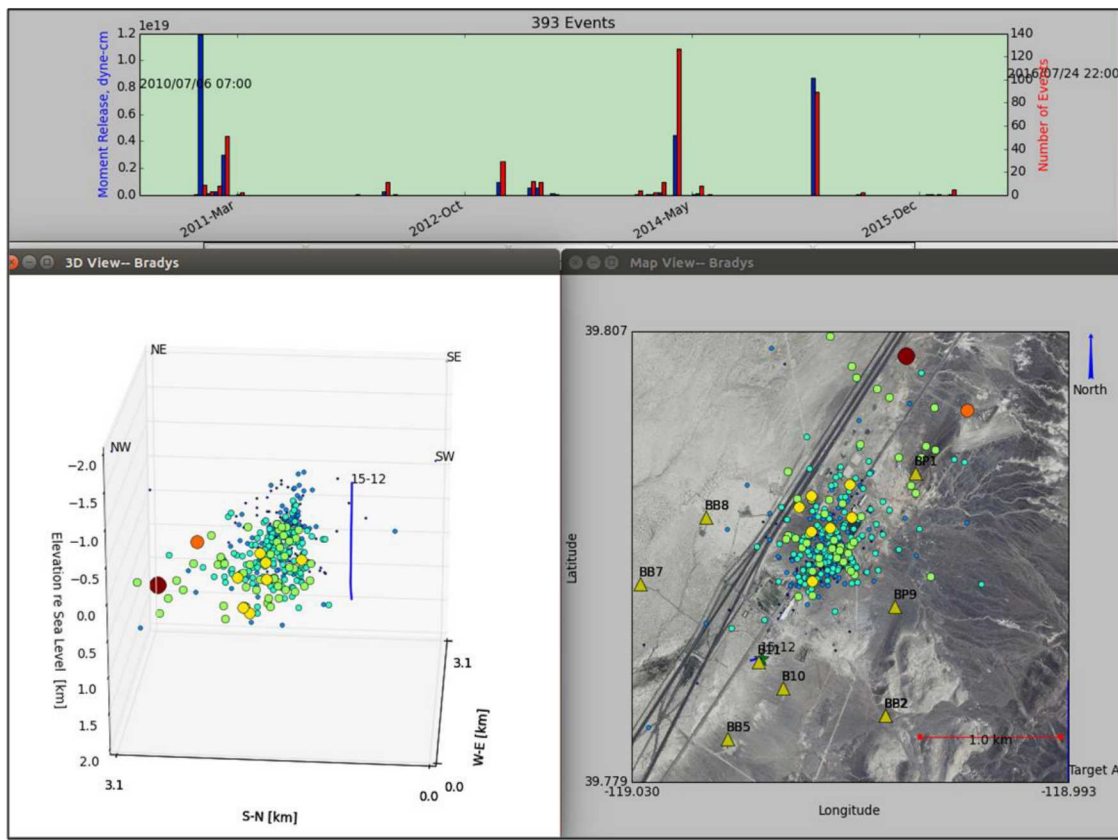 393 Events
1e19
1.2
1.0
0.8
0.6
0.4
0.2
0.0
Moment Release, dyne-cm
2010/07/06 07:00
2016/07/24 22:00
140
120
100
80
60
40
20
0
Number of Events
2011-Mar
2012-Oct
2014-May
2015-Dec
3D View-- Bradys
NE
SE
NW
SW
15-12
−2.0
−1.5
−1.0
−0.5
0.0
0.5
1.0
1.5
2.0
Elevation re Sea Level [km]
3.1
0.0
S-N [km]
3.1
0.0
W-E [km]
Map View-- Bradys
39.807
North
BP1
BB8
BB7
BP9
15-12
B11
B10
BB2
BB5
1.0 km
Target A
39.779
-119.030
-118.993
Latitude
Longitude